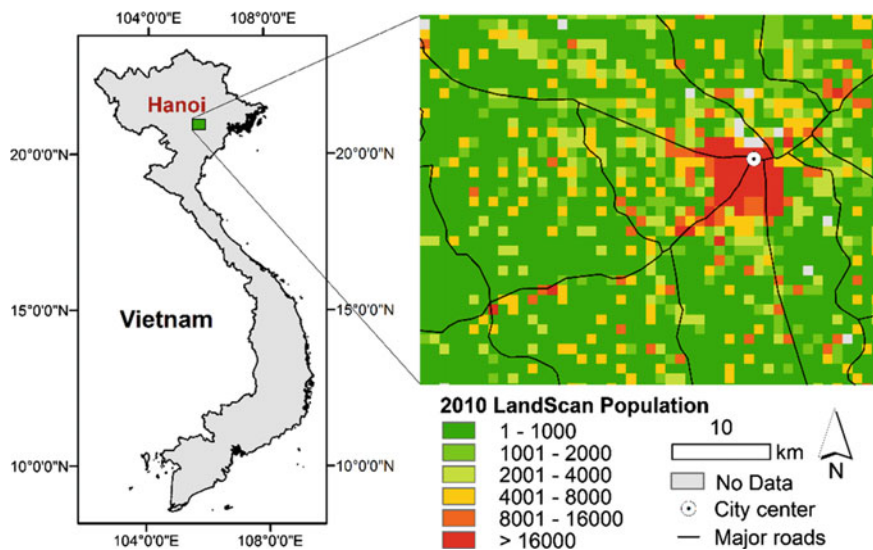 104°0'0"E 108°0'0"E
Hanoi
20°0'0"N 20°0'0"N
15°0'0"N 15°0'0"N
Vietnam
10°0'0"N 10°0'0"N
104°0'0"E 108°0'0"E
2010 LandScan Population
1 - 1000
1001 - 2000
2001 - 4000
4001 - 8000
8001 - 16000
> 16000
10
km
No Data
City center
Major roads
N